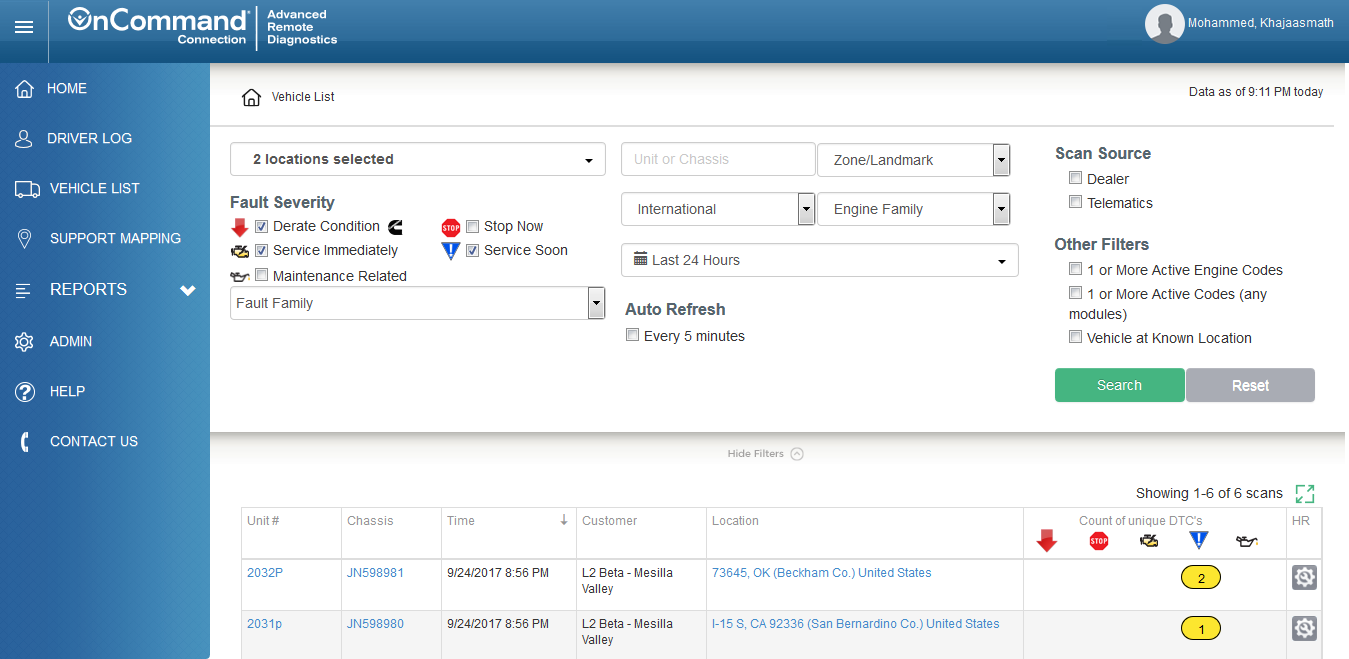 OnCommand
Connection
Advanced
Remote
Diagnostics
Mohammed, Khajaasmath
HOME
DRIVER LOG
VEHICLE LIST
SUPPORT MAPPING
REPORTS
ADMIN
HELP
CONTACT US
Vehicle List
Data as of 9:11 PM today
2 locations selected
Unit or Chassis
Zone/Landmark
Fault Severity
Derate Condition
STOP
Stop Now
Service Immediately
Service Soon
Maintenance Related
Fault Family
International
Engine Family
Last 24 Hours
Auto Refresh
Every 5 minutes
Scan Source
Dealer
Telematics
Other Filters
1 or More Active Engine Codes
1 or More Active Codes (any
modules)
Vehicle at Known Location
Search
Reset
Hide Filters
Showing 1-6 of 6 scans
Unit #
Chassis
Time
Customer
Location
Count of unique DTC's
STOP
HR
2032P
JN598981
9/24/2017 8:56 PM
L2 Beta - Mesilla
Valley
73645, OK (Beckham Co.) United States
2
2031p
JN598980
9/24/2017 8:56 PM
L2 Beta - Mesilla
Valley
I-15 S, CA 92336 (San Bernardino Co.) United States
1